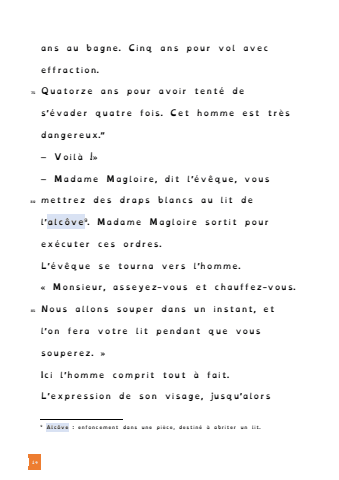 ans au bagne. Cinq ans pour vol avec
effraction.
Quatorze ans pour avoir tenté de
s'évader quatre fois. Cet homme est très
dangereux."
– Voilà !»
– Madame Magloire, dit l'évêque, vous
mettrez des draps blancs au lit de
l'alcôve*. Madame Magloire sortit pour
exécuter ces ordres.
L'évêque se tourna vers l'homme.
« Monsieur, asseyez-vous et chauffez-vous.
Nous allons souper dans un instant, et
l'on fera votre lit pendant que vous
souperez. »
Ici l'homme comprit tout à fait.
L'expression de son visage, jusqu'alors
* Alcôve : enfoncement dans une pièce, destiné à abriter un lit.